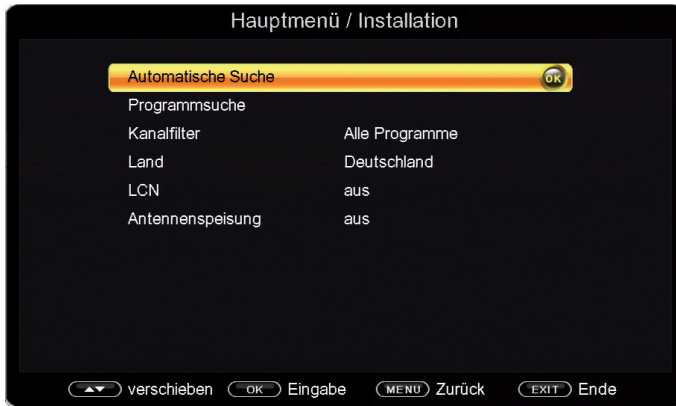 Hauptmenü / Installation
Automatische Suche OK
Programmsuche
Kanalfilter Alle Programme
Land Deutschland
LCN aus
Antennenspeisung aus
verschieben OK Eingabe MENU Zurück EXIT Ende